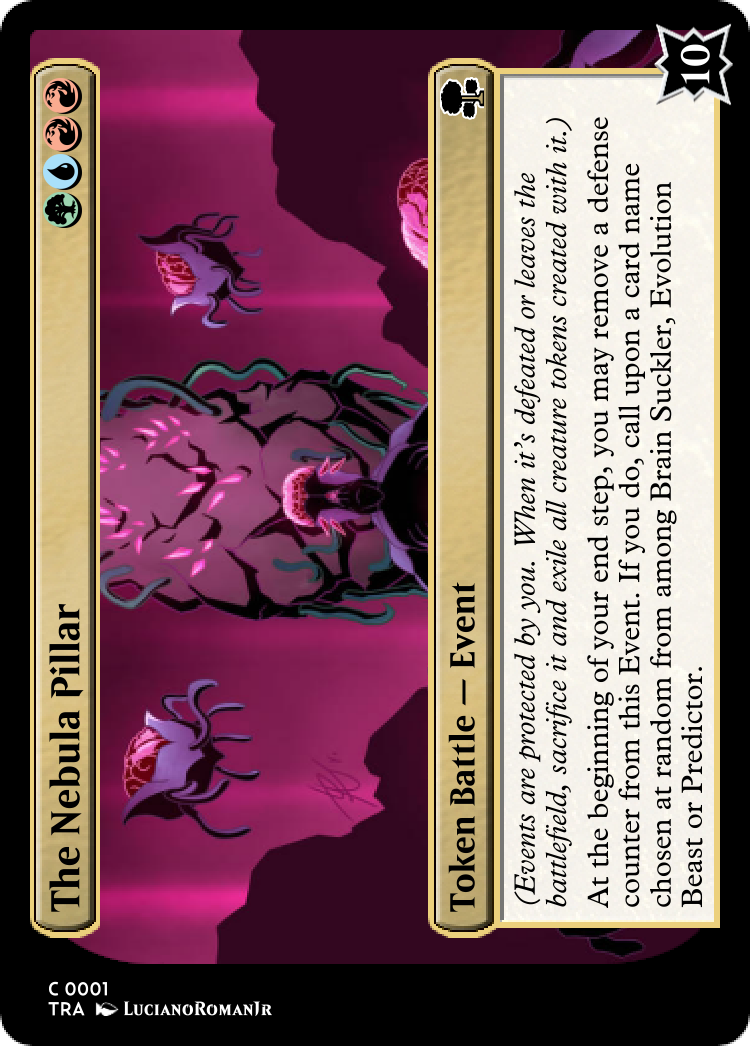 The Nebula Pillar
Token Battle — Event
10
(Events are protected by you. When it’s defeated or leaves the
battlefield, sacrifice it and exile all creature tokens created with it.)
At the beginning of your end step, you may remove a defense
counter from this Event. If you do, call upon a card name
chosen at random from among Brain Suckler, Evolution
Beast or Predictor.
C 0001
TRA LucianoRomanJr